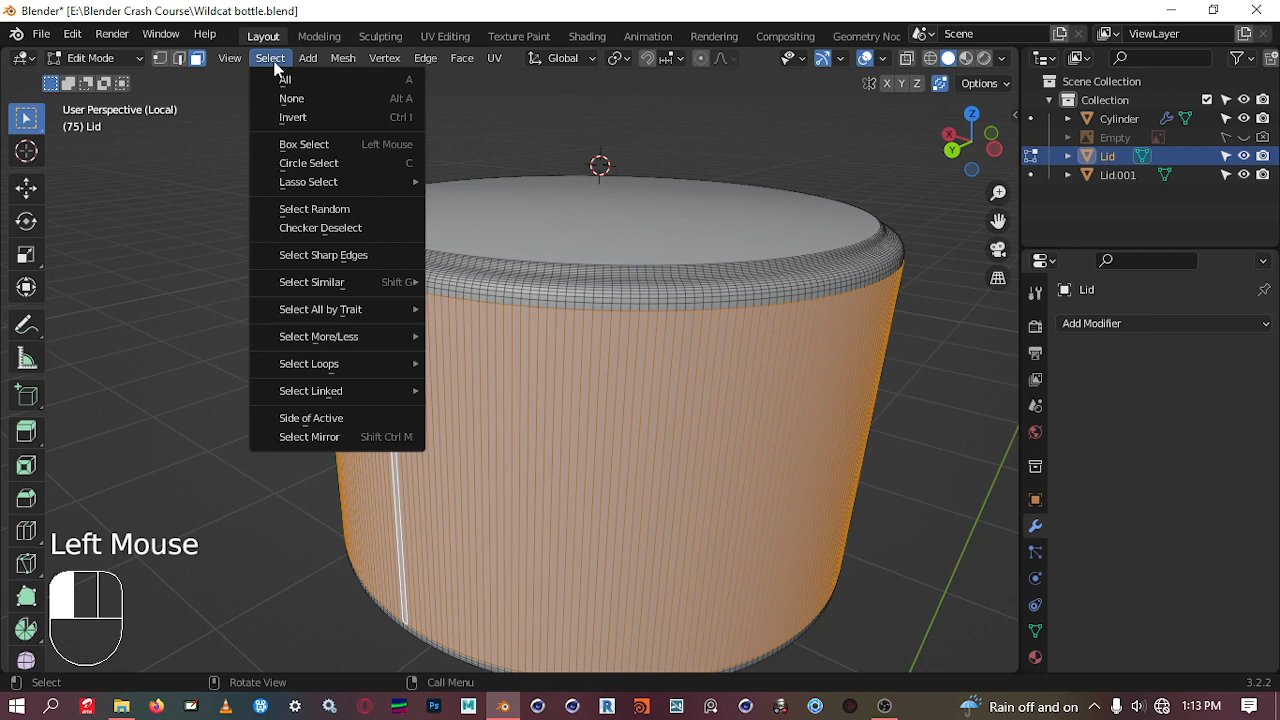 Blender* [E:\Blender Crash Course\Wildcat bottle.blend]
File Edit Render Window Help Layout Modeling Sculpting UV Editing Texture Paint Shading Animation Rendering Compositing Geometry Noc Scene ViewLayer
Edit Mode View Select Add Mesh Vertex Edge Face UV Global
X Y Z Options
User Perspective (Local)
(75) Lid
All A
None Alt A
Invert Ctrl I
Box Select Left Mouse
Circle Select C
Lasso Select
Select Random
Checker Deselect
Select Sharp Edges
Select Similar Shift G
Select All by Trait
Select More/Less
Select Loops
Select Linked
Side of Active
Select Mirror Shift Ctrl M
Z
X
Y
Scene Collection
Collection
Cylinder
Empty
Lid
Lid.001
Lid
Add Modifier
Left Mouse
Select Rotate View Call Menu 3.2.2
Rain off and on 1:13 PM